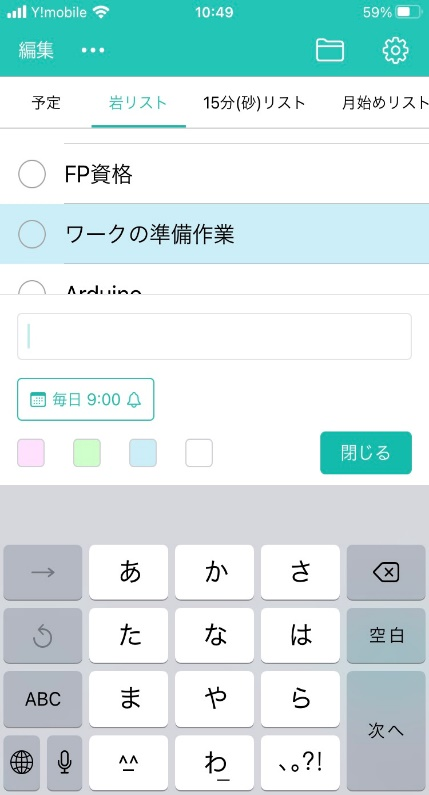 Y!mobile 10:49 59%
編集 •••
予定 岩リスト 15分(砂)リスト 月始めリスト
FP資格
ワークの準備作業
Arduino
毎日 9:00
閉じる
→ あ か さ
た な は 空白
ABC ま や ら
^^ わ 、。?! 次へ